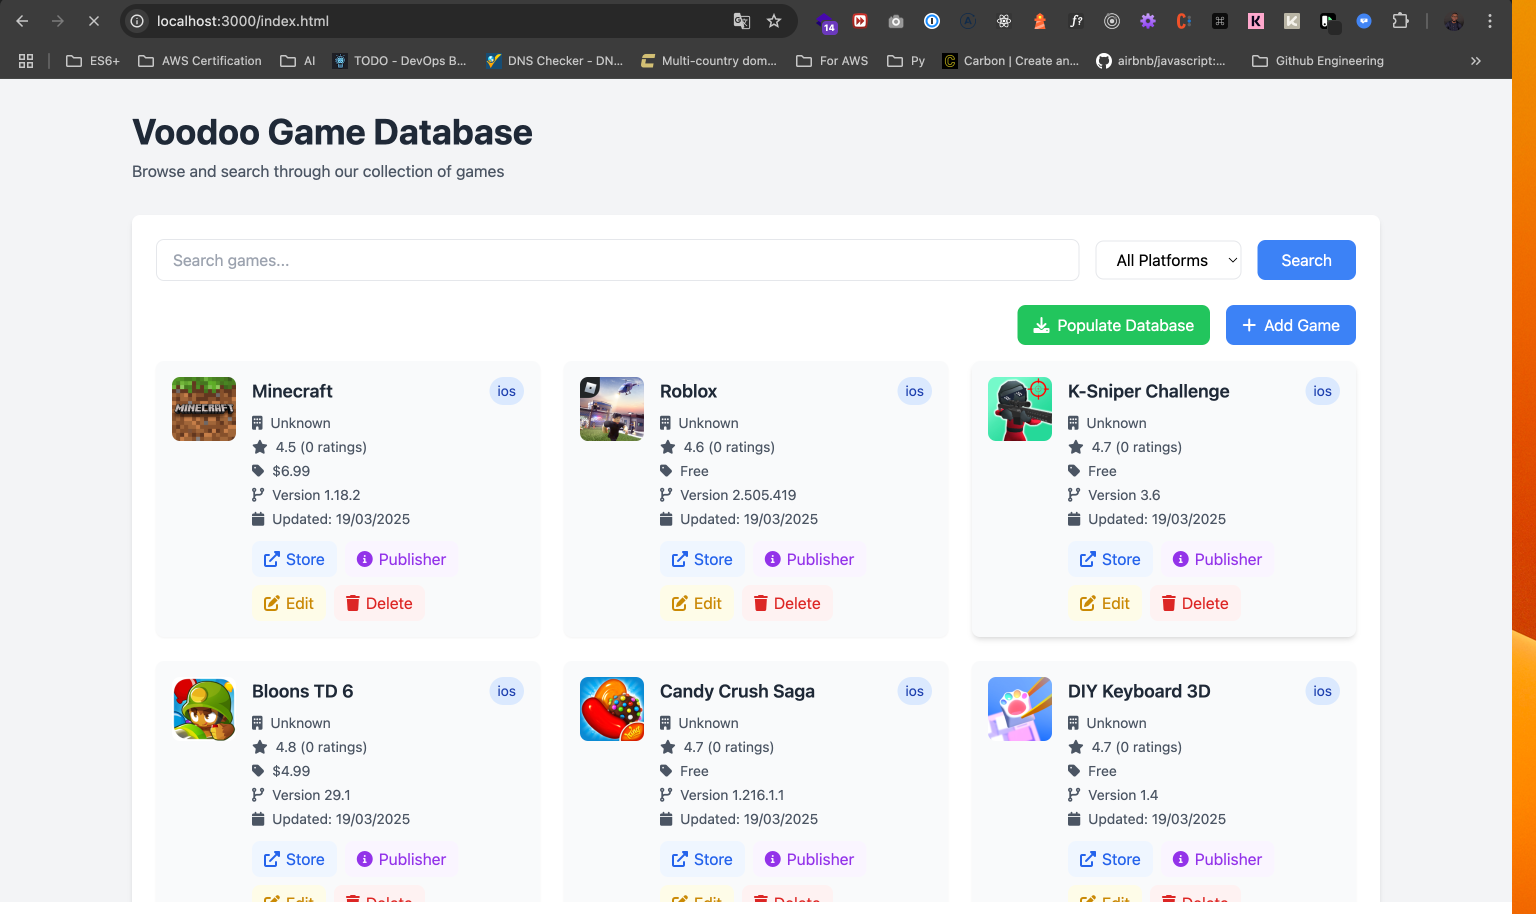 localhost:3000/index.html
14
ES6+
AWS Certification
AI
TODO - DevOps B...
DNS Checker - DN...
Multi-country dom...
For AWS
Py
Carbon | Create an...
airbnb/javascript:...
Github Engineering
Voodoo Game Database
Browse and search through our collection of games
Search games...
All Platforms
Search
Populate Database
Add Game
MINECRAFT
Minecraft
ios
Unknown
4.5 (0 ratings)
$6.99
Version 1.18.2
Updated: 19/03/2025
Store
Publisher
Edit
Delete
Roblox
ios
Unknown
4.6 (0 ratings)
Free
Version 2.505.419
Updated: 19/03/2025
Store
Publisher
Edit
Delete
K-Sniper Challenge
ios
Unknown
4.7 (0 ratings)
Free
Version 3.6
Updated: 19/03/2025
Store
Publisher
Edit
Delete
Bloons TD 6
ios
Unknown
4.8 (0 ratings)
$4.99
Version 29.1
Updated: 19/03/2025
Store
Publisher
Edit
Delete
King
Candy Crush Saga
ios
Unknown
4.7 (0 ratings)
Free
Version 1.216.1.1
Updated: 19/03/2025
Store
Publisher
Edit
Delete
DIY Keyboard 3D
ios
Unknown
4.7 (0 ratings)
Free
Version 1.4
Updated: 19/03/2025
Store
Publisher
Edit
Delete